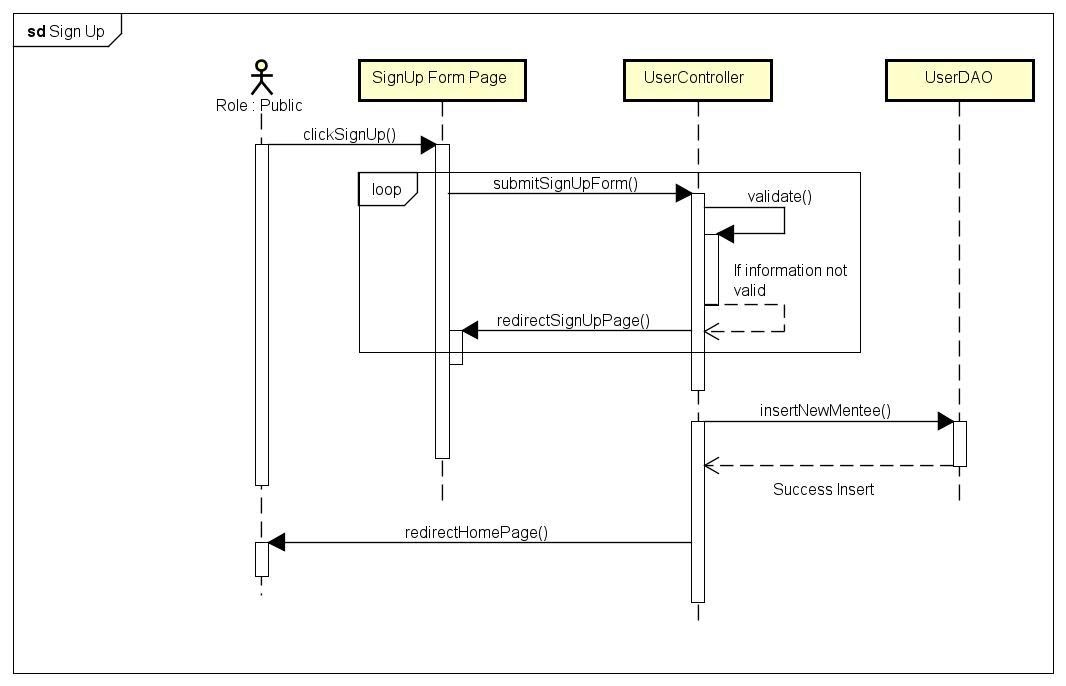 sd Sign Up
SignUp Form Page
UserController
UserDAO
Role : Public
clickSignUp()
loop
submitSignUpForm()
validate()
If information not
valid
redirectSignUpPage()
insertNewMentee()
Success Insert
redirectHomePage()